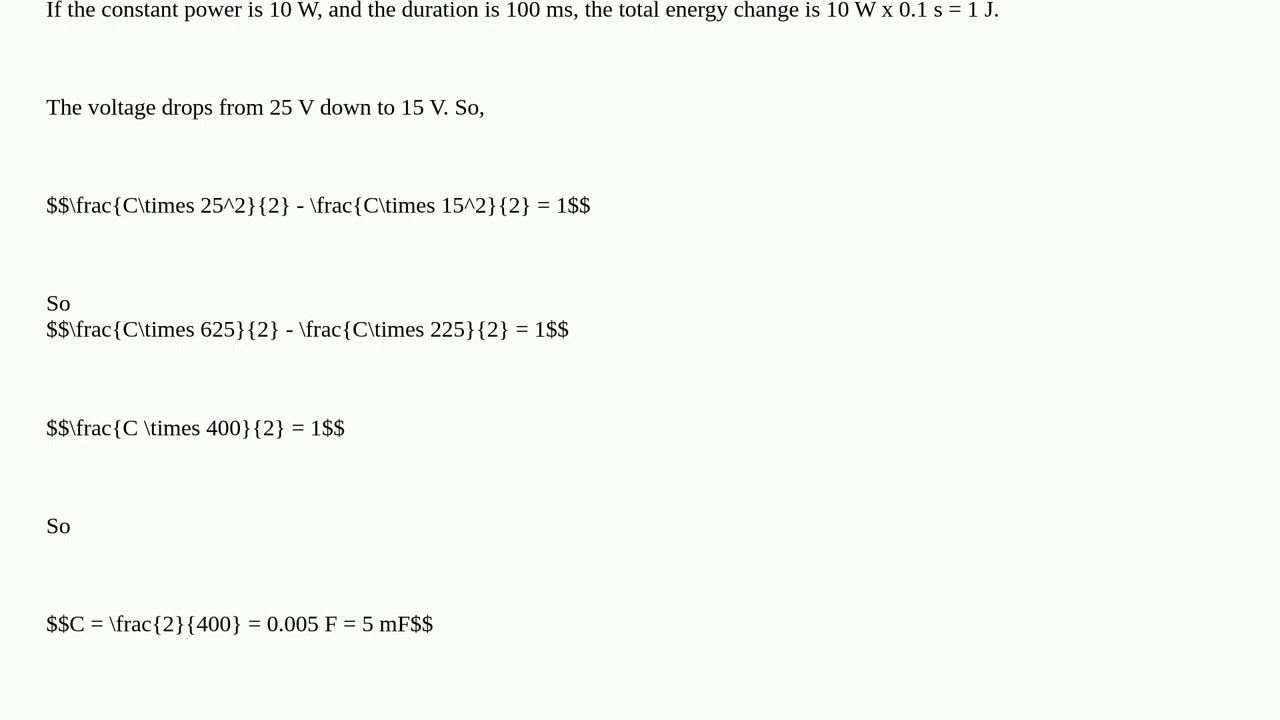 If the constant power is 10 W, and the duration is 100 ms, the total energy change is 10 W x 0.1 s = 1 J.
The voltage drops from 25 V down to 15 V. So,
$$\frac{C\times 25^2}{2} - \frac{C\times 15^2}{2} = 1$$
So
$$\frac{C\times 625}{2} - \frac{C\times 225}{2} = 1$$
$$\frac{C \times 400}{2} = 1$$
So
$$C = \frac{2}{400} = 0.005 F = 5 mF$$